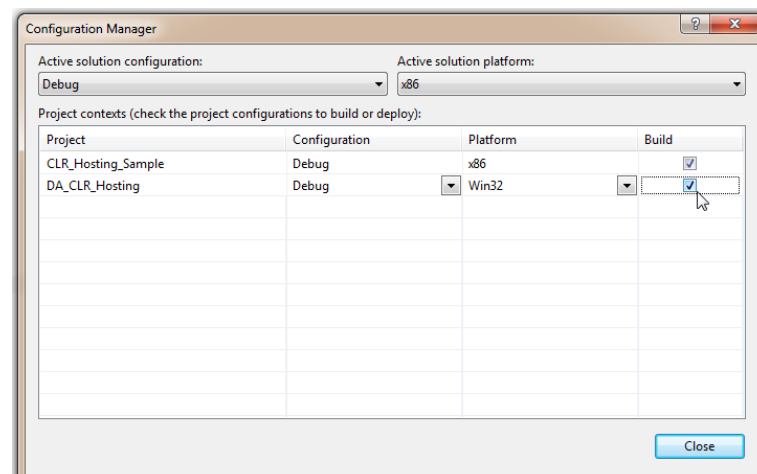 Configuration Manager
Active solution configuration: Active solution platform:
Debug x86
Project contexts (check the project configurations to build or deploy):
Project Configuration Platform Build
CLR_Hosting_Sample Debug x86
DA_CLR_Hosting Debug Win32
Close